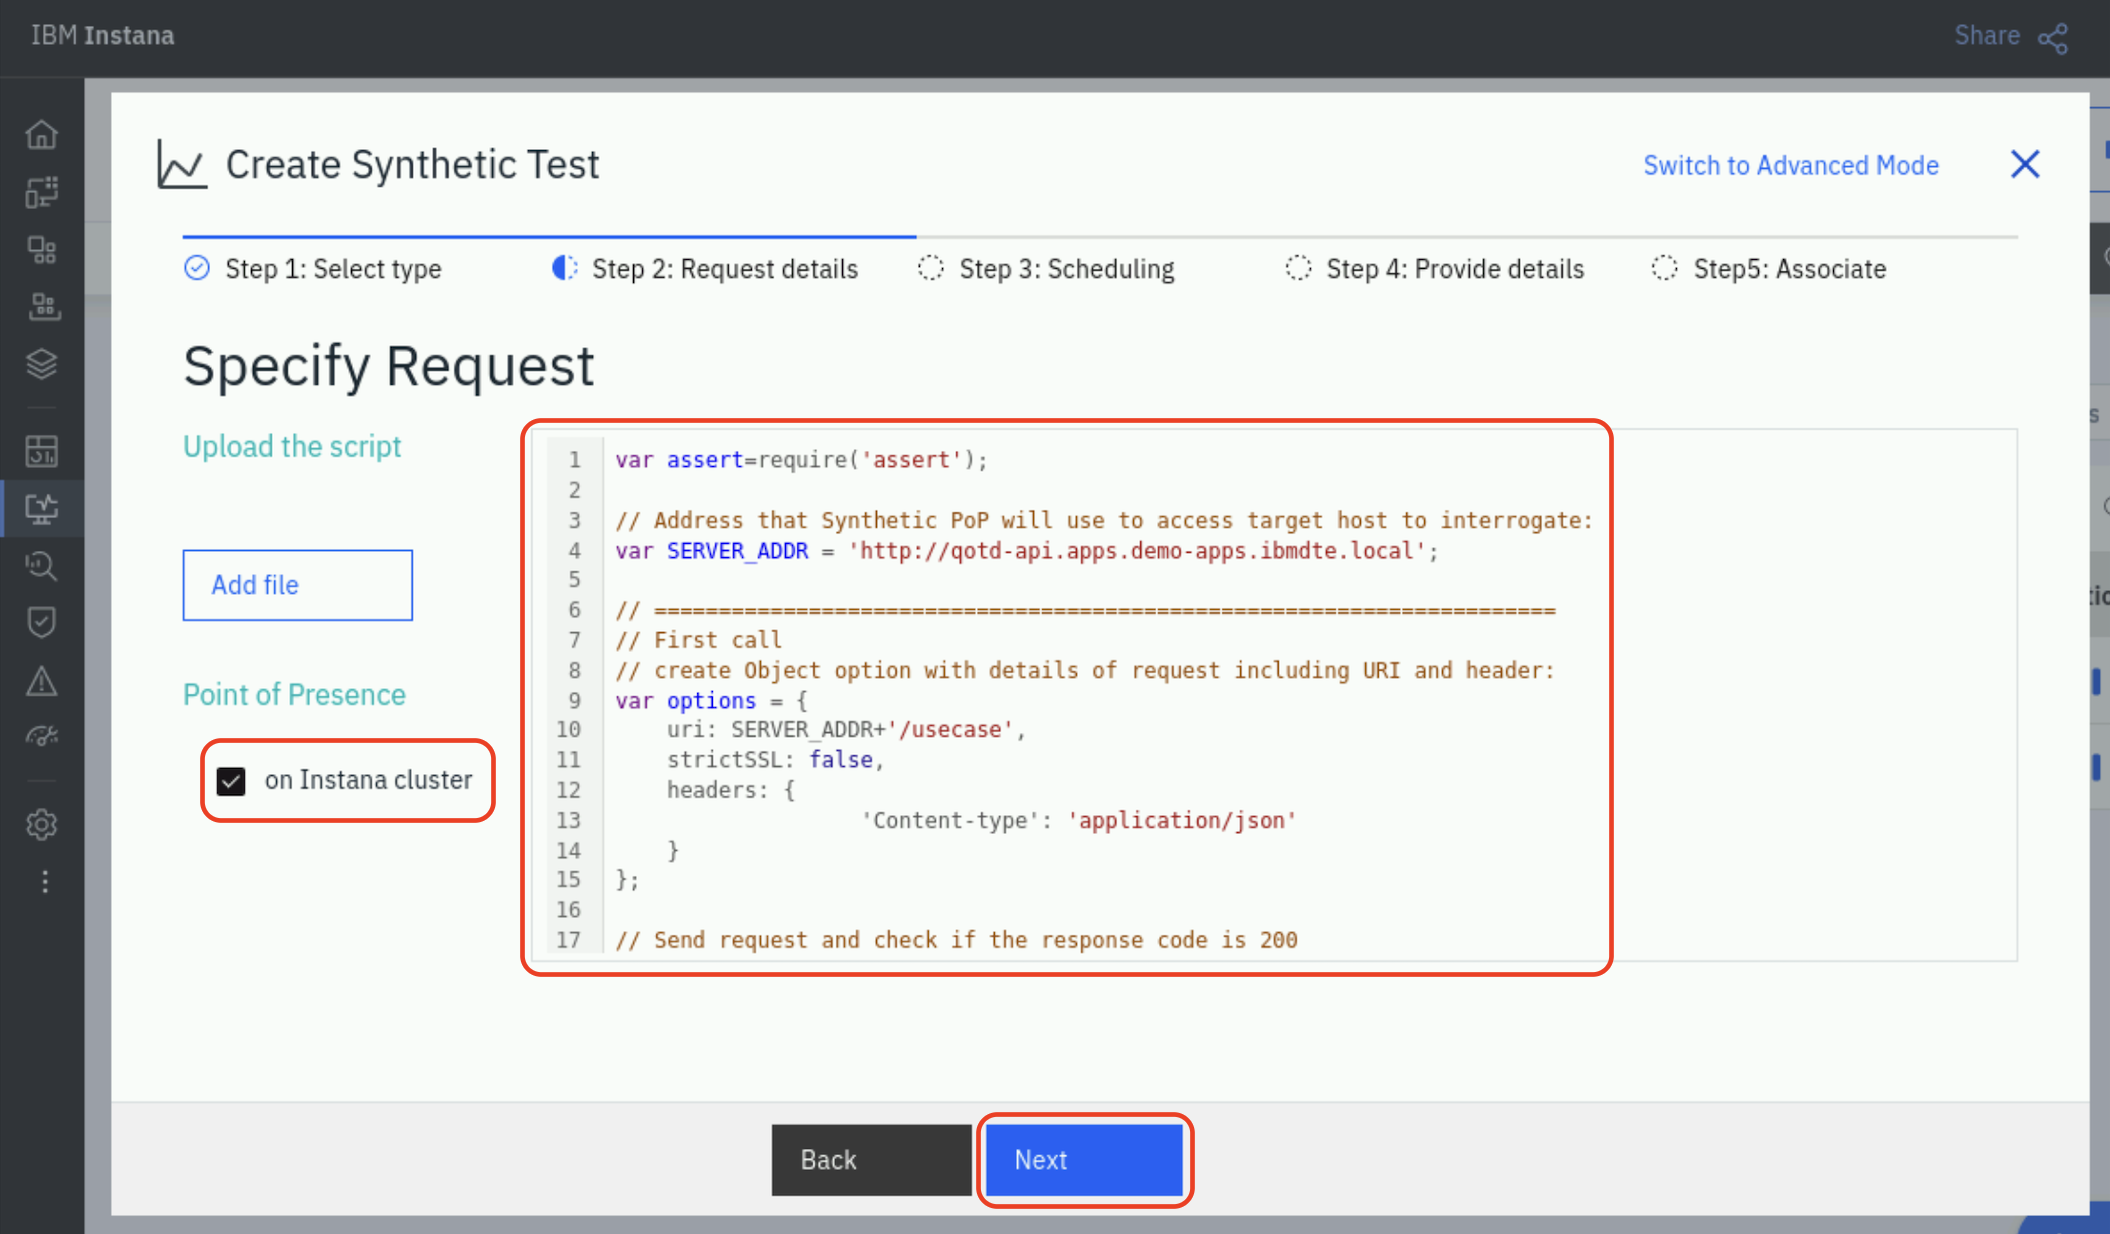 IBM Instana
Share
Create Synthetic Test
Switch to Advanced Mode
Step 1: Select type
Step 2: Request details
Step 3: Scheduling
Step 4: Provide details
Step5: Associate
Specify Request
Upload the script
Add file
Point of Presence
on Instana cluster
1 var assert=require('assert');
2
3 // Address that Synthetic PoP will use to access target host to interrogate:
4 var SERVER_ADDR = 'http://qotd-api.apps.demo-apps.ibmdte.local';
5
6 // ======================================================================
7 // First call
8 // create Object option with details of request including URI and header:
9 var options = {
10     uri: SERVER_ADDR+'/usecase',
11     strictSSL: false,
12     headers: {
13                    'Content-type': 'application/json'
14     }
15 };
16
17 // Send request and check if the response code is 200
Back
Next